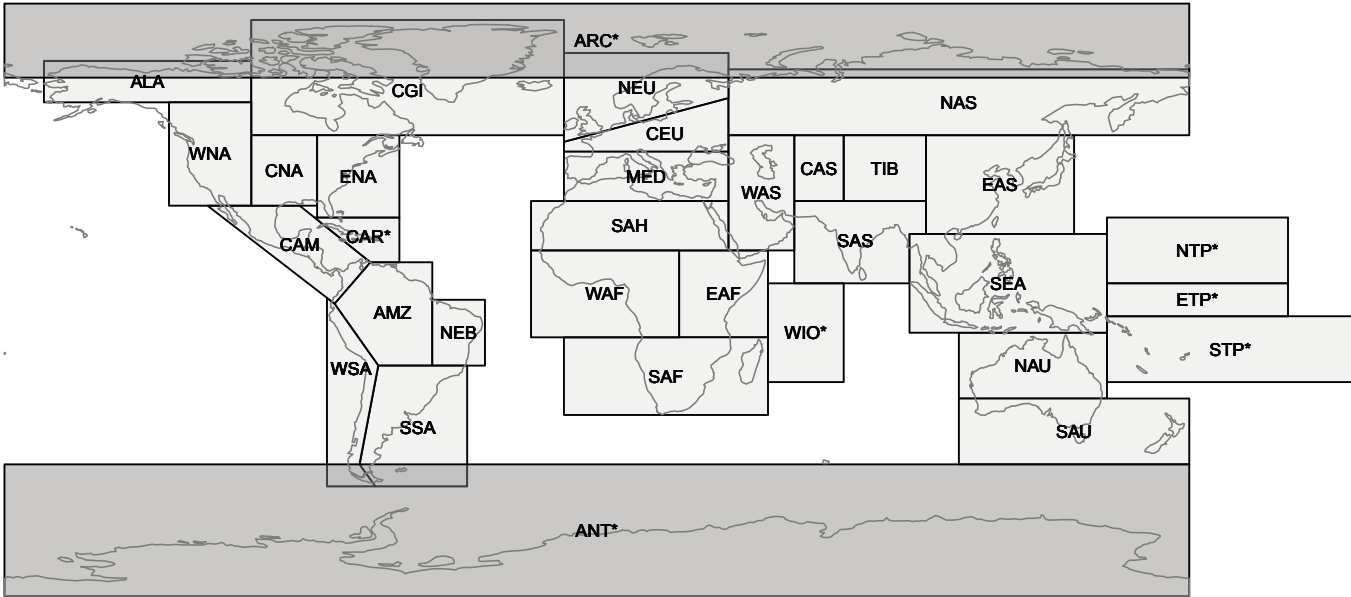 ARC*
ALA
CGI
NEU
NAS
CEU
WNA
CNA
ENA
MED
WAS
CAS
TIB
EAS
CAM
CAR*
SAH
SAS
NTP*
AMZ
NEB
WAF
EAF
WIO*
SEA
ETP*
WSA
SAF
NAU
STP*
SSA
SAU
ANT*